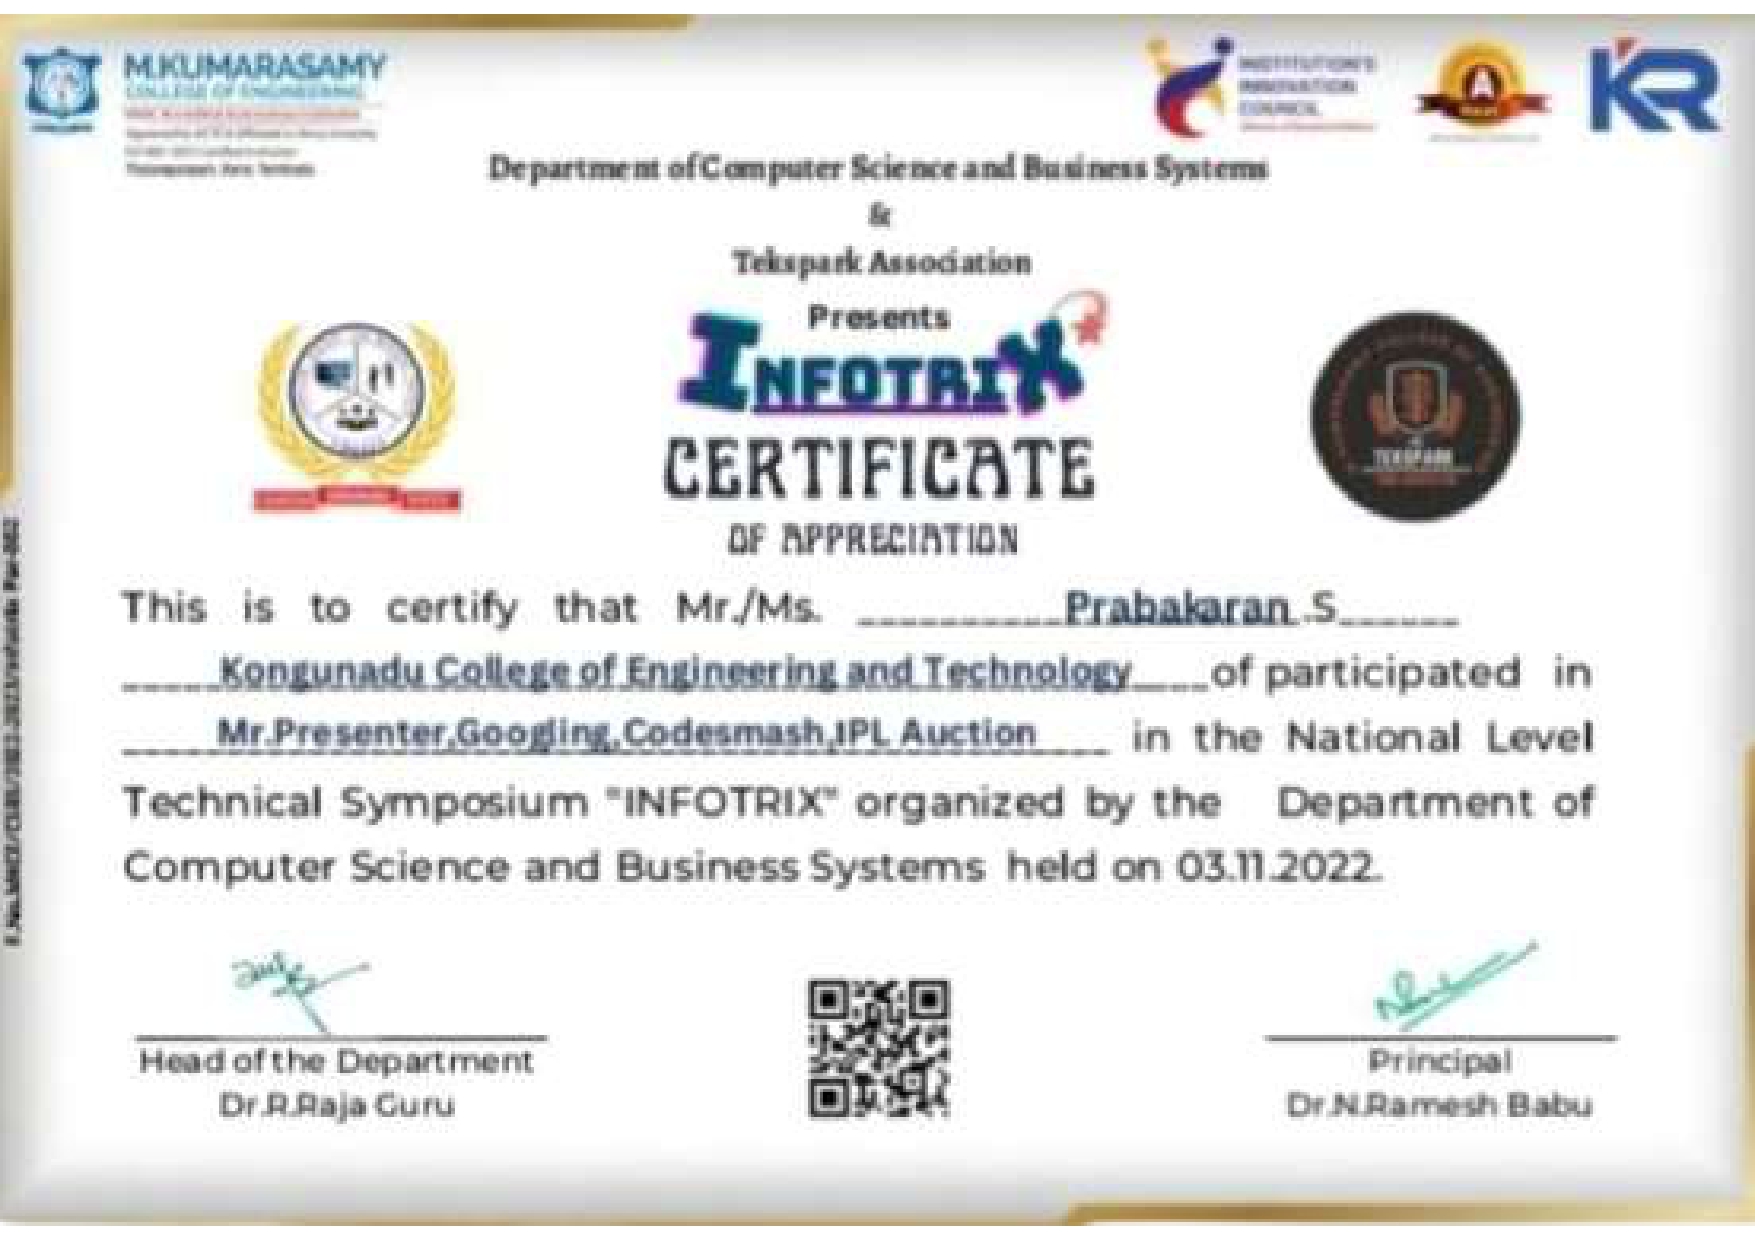 M.KUMARASAMY
COLLEGE OF ENGINEERING
INSTITUTION'S
INNOVATION
COUNCIL
A
KR
Department of Computer Science and Business Systems
&
Tekspark Association
Presents
INFOTRIX
CERTIFICATE
OF APPRECIATION
TEKSPARK
This is to certify that Mr./Ms. Prabakaran .S
Kongunadu College of Engineering and Technology of participated in
Mr.Presenter,Googling,Codesmash,IPL Auction in the National Level
Technical Symposium "INFOTRIX" organized by the Department of
Computer Science and Business Systems held on 03.11.2022.
Head of the Department
Dr.R.Raja Guru
Principal
Dr.N.Ramesh Babu